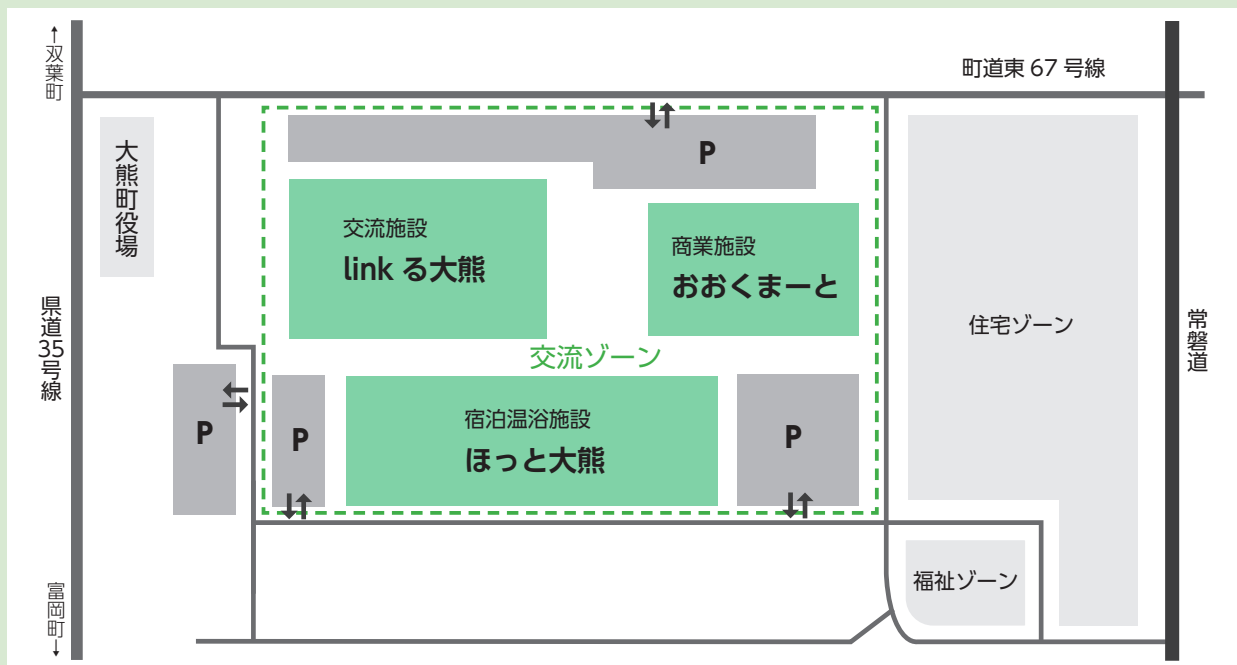 ↑双葉町
町道東67号線
大熊町役場
P
交流施設
linkる大熊
商業施設
おおくまーと
県道35号線
住宅ゾーン
常磐道
交流ゾーン
P
P
宿泊温浴施設
ほっと大熊
P
福祉ゾーン
富岡町↓